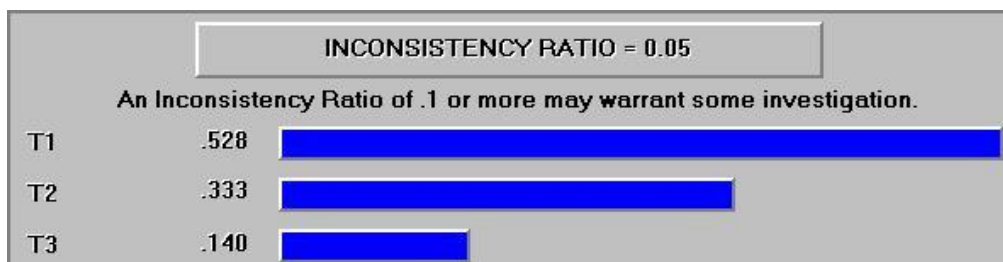 INCONSISTENCY RATIO = 0.05
An Inconsistency Ratio of .1 or more may warrant some investigation.
T1 .528
T2 .333
T3 .140